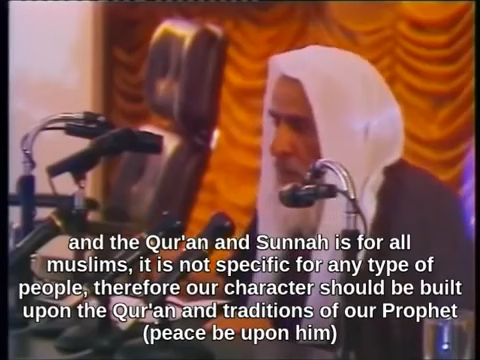 and the Qur'an and Sunnah is for all
muslims, it is not specific for any type of
people, therefore our character should be built
upon the Qur'an and traditions of our Prophet
(peace be upon him)